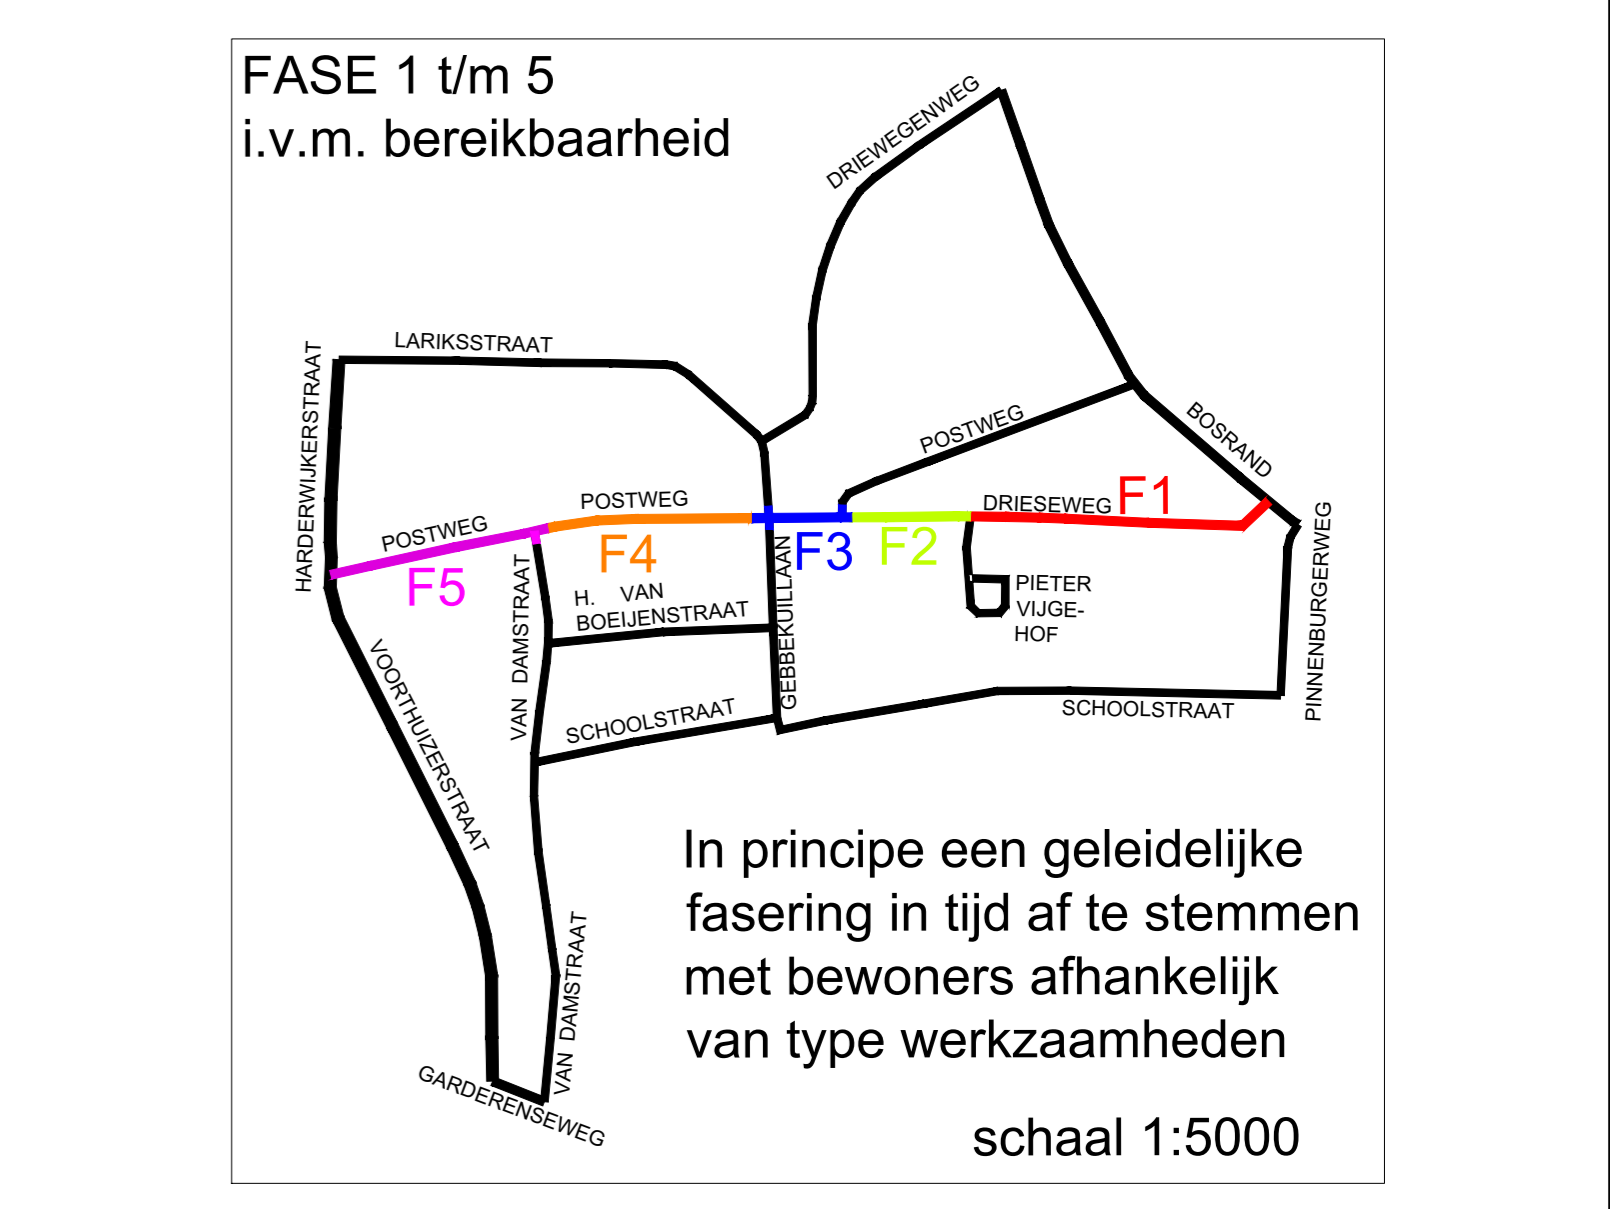 FASE 1 t/m 5
i.v.m. bereikbaarheid
DRIEWEGENWEG
LARIKSSTRAAT
HARDERWIJKERSTRAAT
POSTWEG
BOSRAND
POSTWEG
DRIESEWEG
F1
POSTWEG
F5
F4
F3
F2
PINNENBURGERWEG
VAN DAMSTRAAT
H. VAN
BOEIJENSTRAAT
GEBBEKUILLAAN
PIETER
VIJGE-
HOF
VOORTHUIZERSTRAAT
SCHOOLSTRAAT
SCHOOLSTRAAT
In principe een geleidelijke
fasering in tijd af te stemmen
met bewoners afhankelijk
van type werkzaamheden
VAN DAMSTRAAT
GARDERENSEWEG
schaal 1:5000